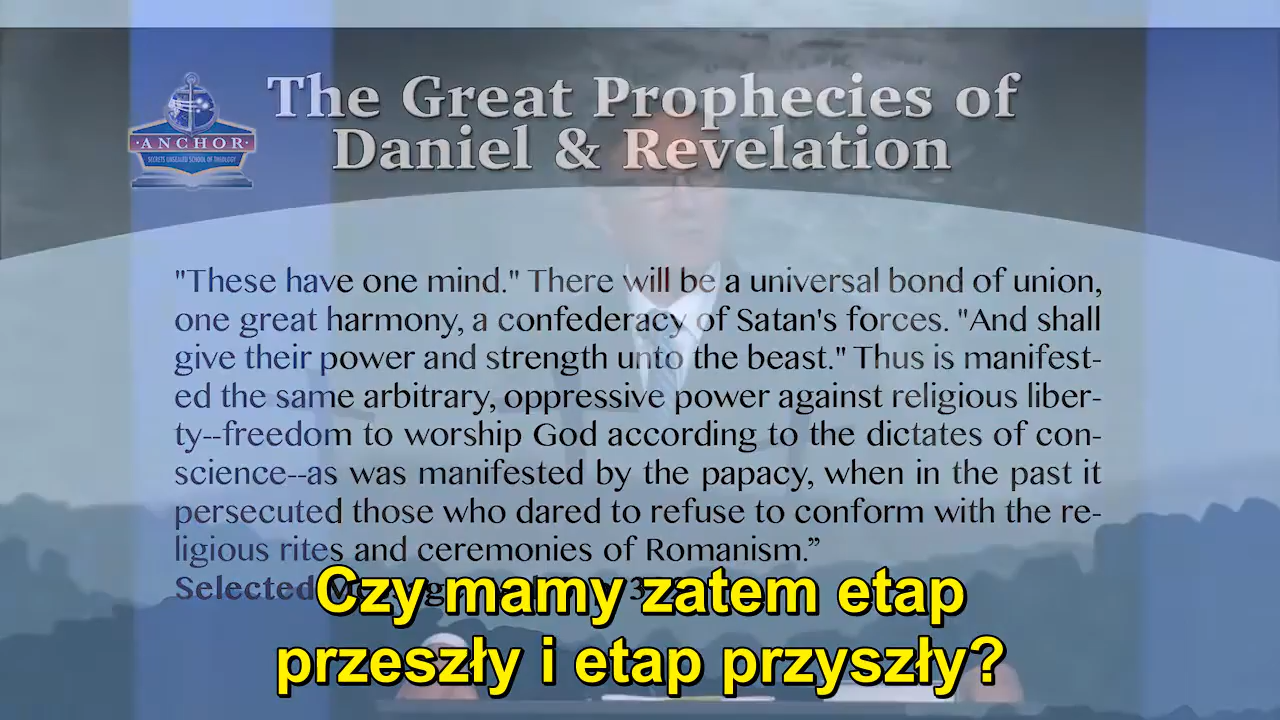 The Great Prophecies of
Daniel & Revelation
·ANCHOR·
SECRETS UNSEALED SCHOOL OF THEOLOGY
"These have one mind." There will be a universal bond of union,
one great harmony, a confederacy of Satan's forces. "And shall
give their power and strength unto the beast." Thus is manifest-
ed the same arbitrary, oppressive power against religious liber-
ty--freedom to worship God according to the dictates of con-
science--as was manifested by the papacy, when in the past it
persecuted those who dared to refuse to conform with the re-
ligious rites and ceremonies of Romanism.”
Selected
Czy mamy zatem etap
przeszły i etap przyszły?